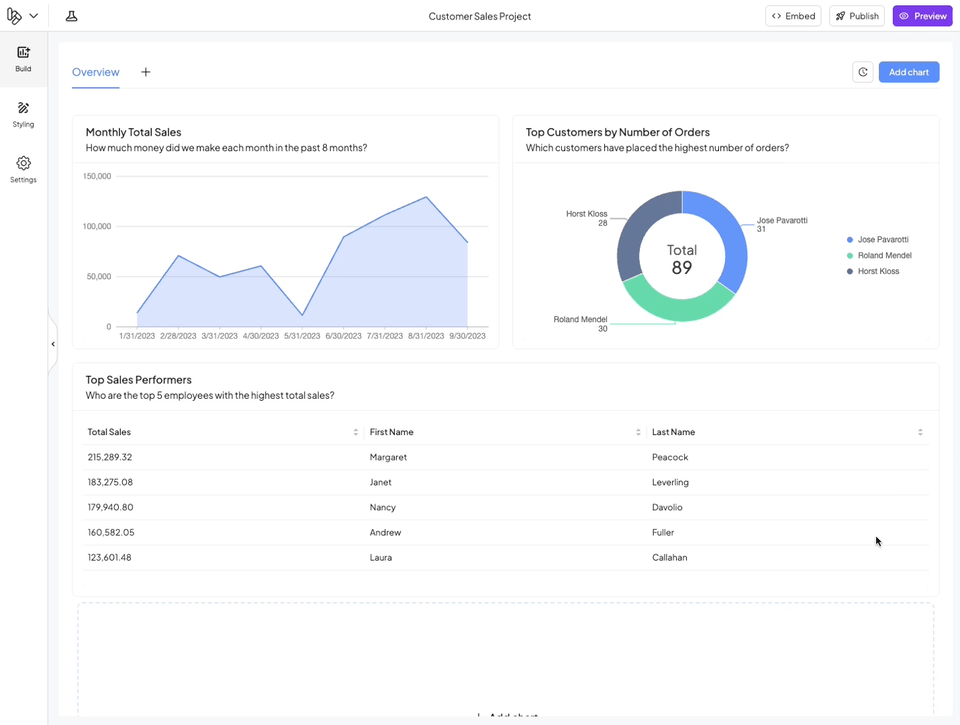 Customer Sales Project
Embed
Publish
Preview
Build
Styling
Settings
Overview
Add chart
Monthly Total Sales
How much money did we make each month in the past 8 months?
150,000
100,000
50,000
0
1/31/2023 2/28/2023 3/31/2023 4/30/2023 5/31/2023 6/30/2023 7/31/2023 8/31/2023 9/30/2023
Top Customers by Number of Orders
Which customers have placed the highest number of orders?
Horst Kloss
28
Jose Pavarotti
31
Total
89
Roland Mendel
30
Jose Pavarotti
Roland Mendel
Horst Kloss
Top Sales Performers
Who are the top 5 employees with the highest total sales?
Total Sales First Name Last Name
215,289.32 Margaret Peacock
183,275.08 Janet Leverling
179,940.80 Nancy Davolio
160,582.05 Andrew Fuller
123,601.48 Laura Callahan
Add chart